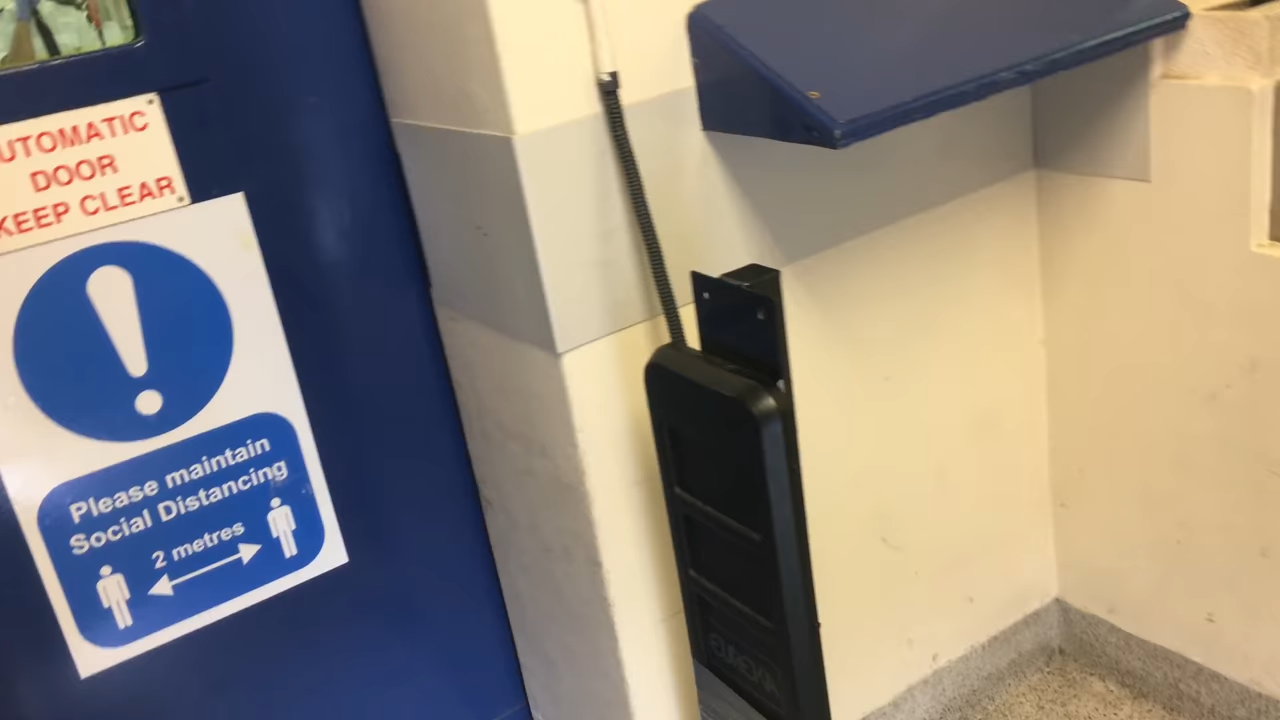 UTOMATIC
DOOR
KEEP CLEAR
Please maintain
Social Distancing
2 metres